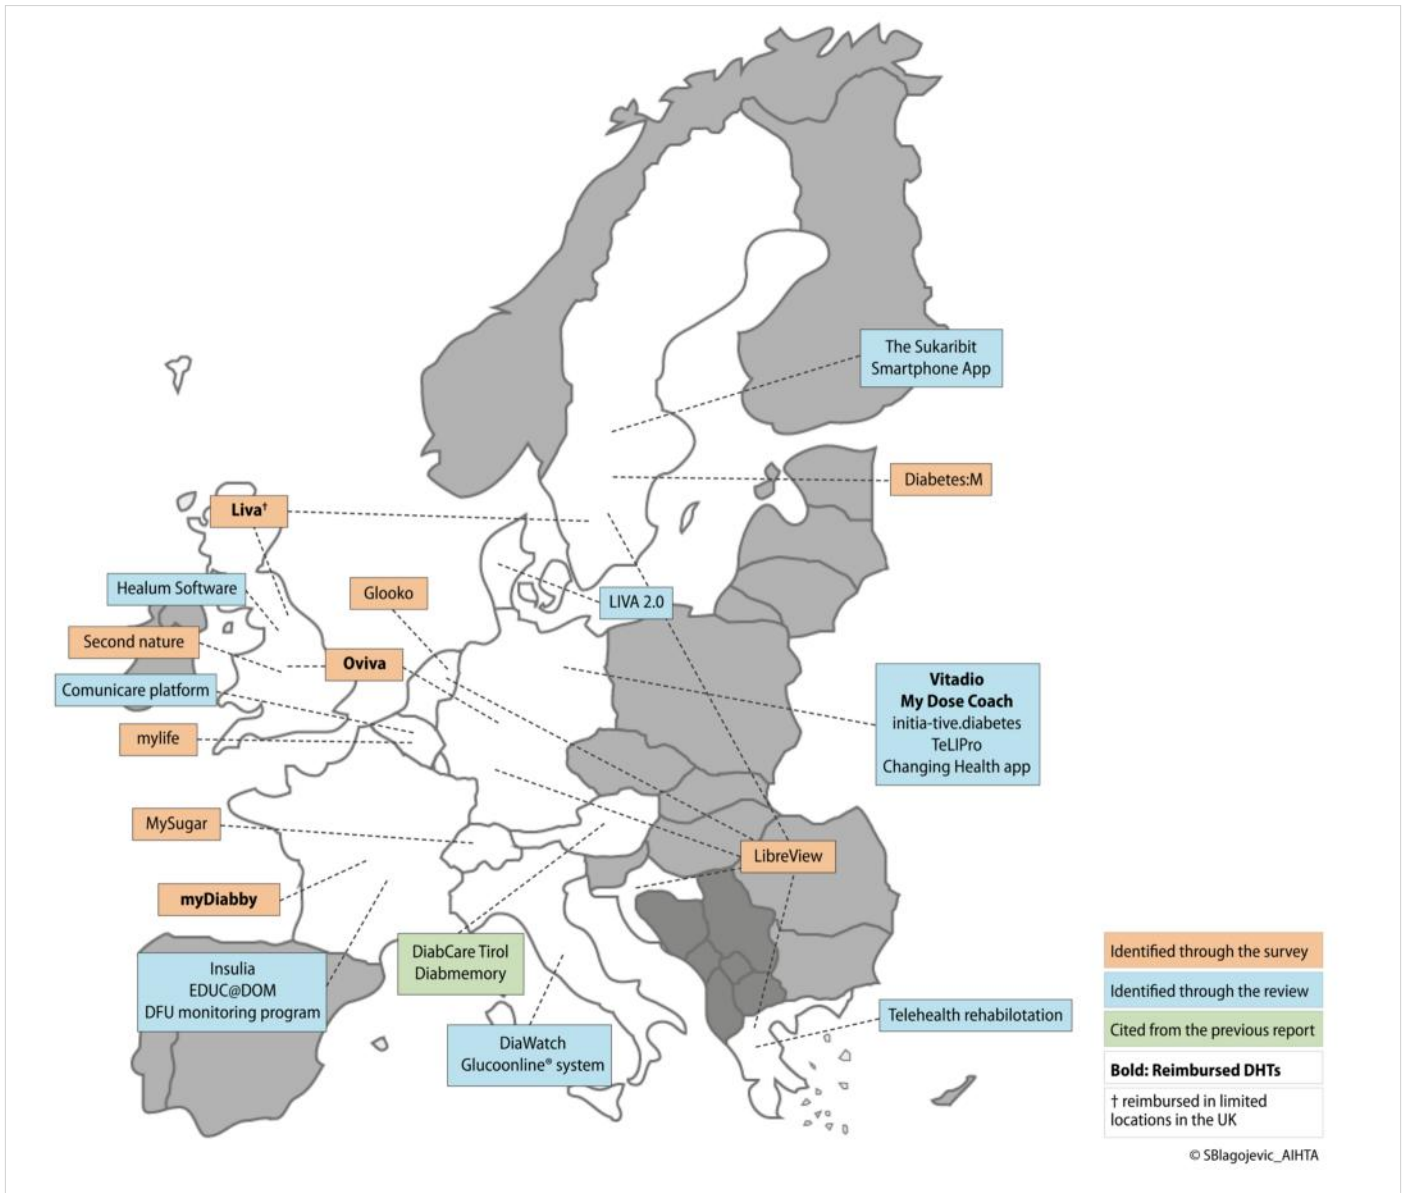 The Sukaribit
Smartphone App
Diabetes:M
Liva†
Healum Software
Glooko
LIVA 2.0
Second nature
Oviva
Comunicare platform
mylife
Vitadio
My Dose Coach
initia-tive.diabetes
TeLIPro
Changing Health app
MySugar
LibreView
myDiabby
DiabCare Tirol
Diabmemory
Insulia
EDUC@DOM
DFU monitoring program
DiaWatch
Glucoonline® system
Telehealth rehabilotation
Identified through the survey
Identified through the review
Cited from the previous report
Bold: Reimbursed DHTs
† reimbursed in limited
locations in the UK
© SBlagojevic_AIHTA